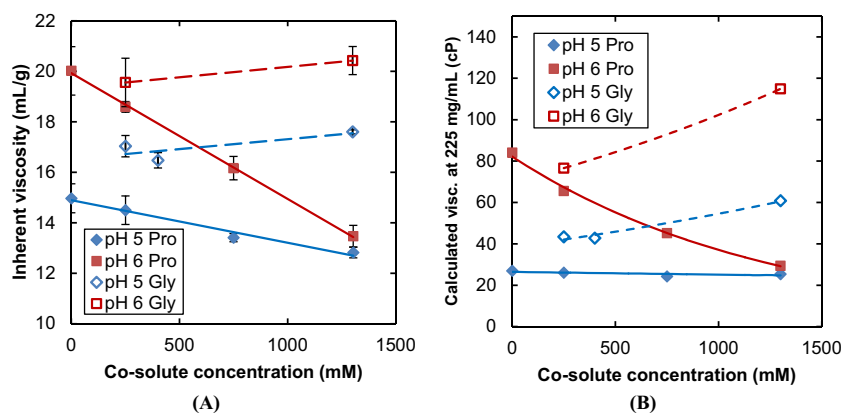 Inherent viscosity (mL/g)
22
20
18
16
14
12
10
pH 5 Pro
pH 6 Pro
pH 5 Gly
pH 6 Gly
0
500
1000
1500
Co-solute concentration (mM)
(A)
Calculated visc. at 225 mg/mL (cP)
140
120
100
80
60
40
20
0
pH 5 Pro
pH 6 Pro
pH 5 Gly
pH 6 Gly
0
500
1000
1500
Co-solute concentration (mM)
(B)